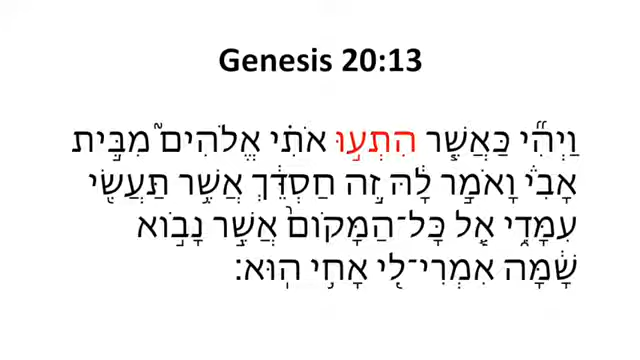 Genesis 20:13
וַיְהִ֞י כַּאֲשֶׁ֧ר הִתְע֣וּ אֹתִ֗י אֱלֹהִים֮ מִבֵּ֣ית
אָבִי֒ וָאֹמַ֣ר לָ֔הּ זֶ֣ה חַסְדֵּ֔ךְ אֲשֶׁ֥ר תַּעֲשִׂ֖י
עִמָּדִ֑י אֶ֤ל כָּל־הַמָּקוֹם֙ אֲשֶׁ֣ר נָב֣וֹא
שָׁ֔מָּה אִמְרִי־לִ֖י אָחִ֥י הֽוּא׃